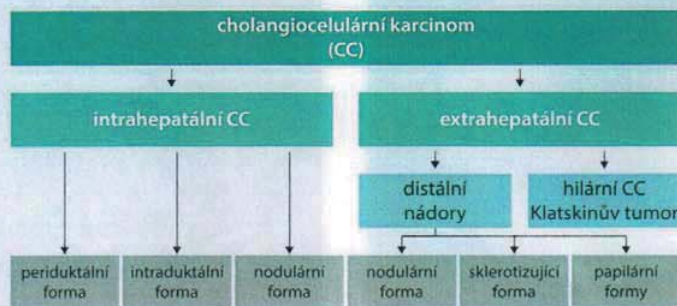 cholangiocelulární karcinom
(CC)
intrahepatální CC
extrahepatální CC
distální
nádory
hilární CC
Klatskinův tumor
periduktální
forma
intraduktální
forma
nodulární
forma
nodulární
forma
sklerotizující
forma
papilární
formy